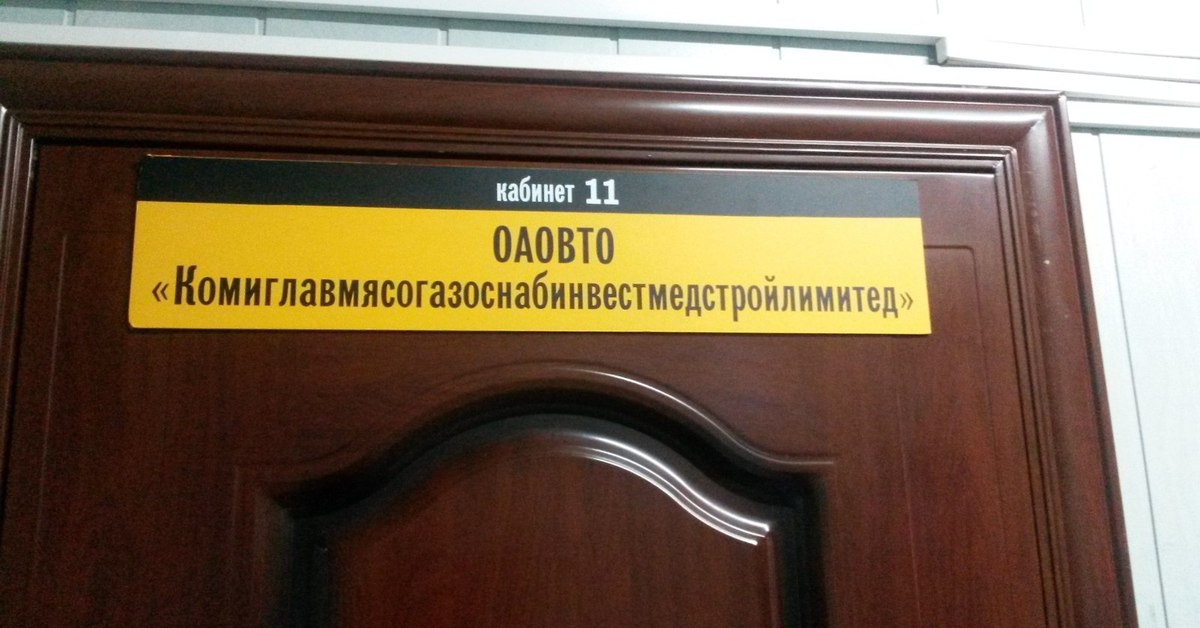 кабинет 11
ОАОВТО
«Комиглавмясогазоснабинвестмедстройлимитед»